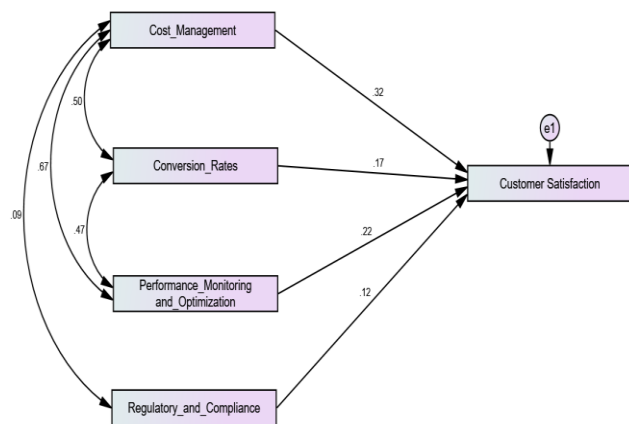 Cost_Management
.32
.50
e1
.67
Conversion_Rates
.17
Customer Satisfaction
.09
.47
.22
Performance_Monitoring
and_Optimization
.12
Regulatory_and_Compliance